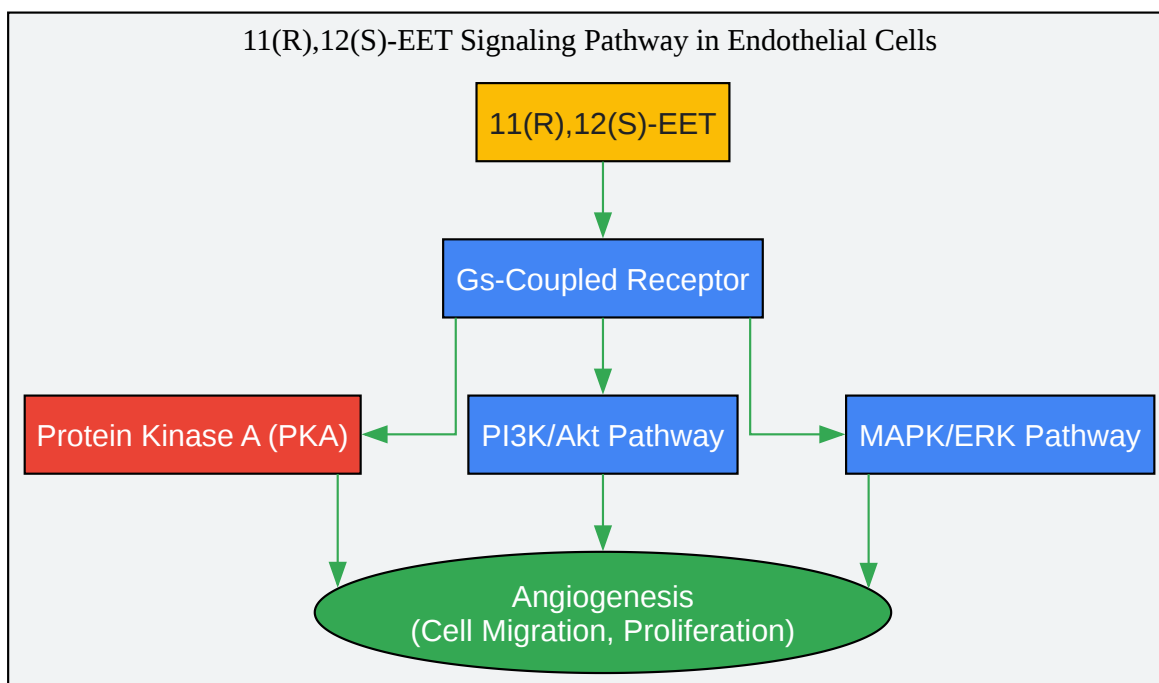 11(R),12(S)-EET Signaling Pathway in Endothelial Cells
11(R),12(S)-EET
Gs-Coupled Receptor
Protein Kinase A (PKA)
PI3K/Akt Pathway
MAPK/ERK Pathway
Angiogenesis
(Cell Migration, Proliferation)